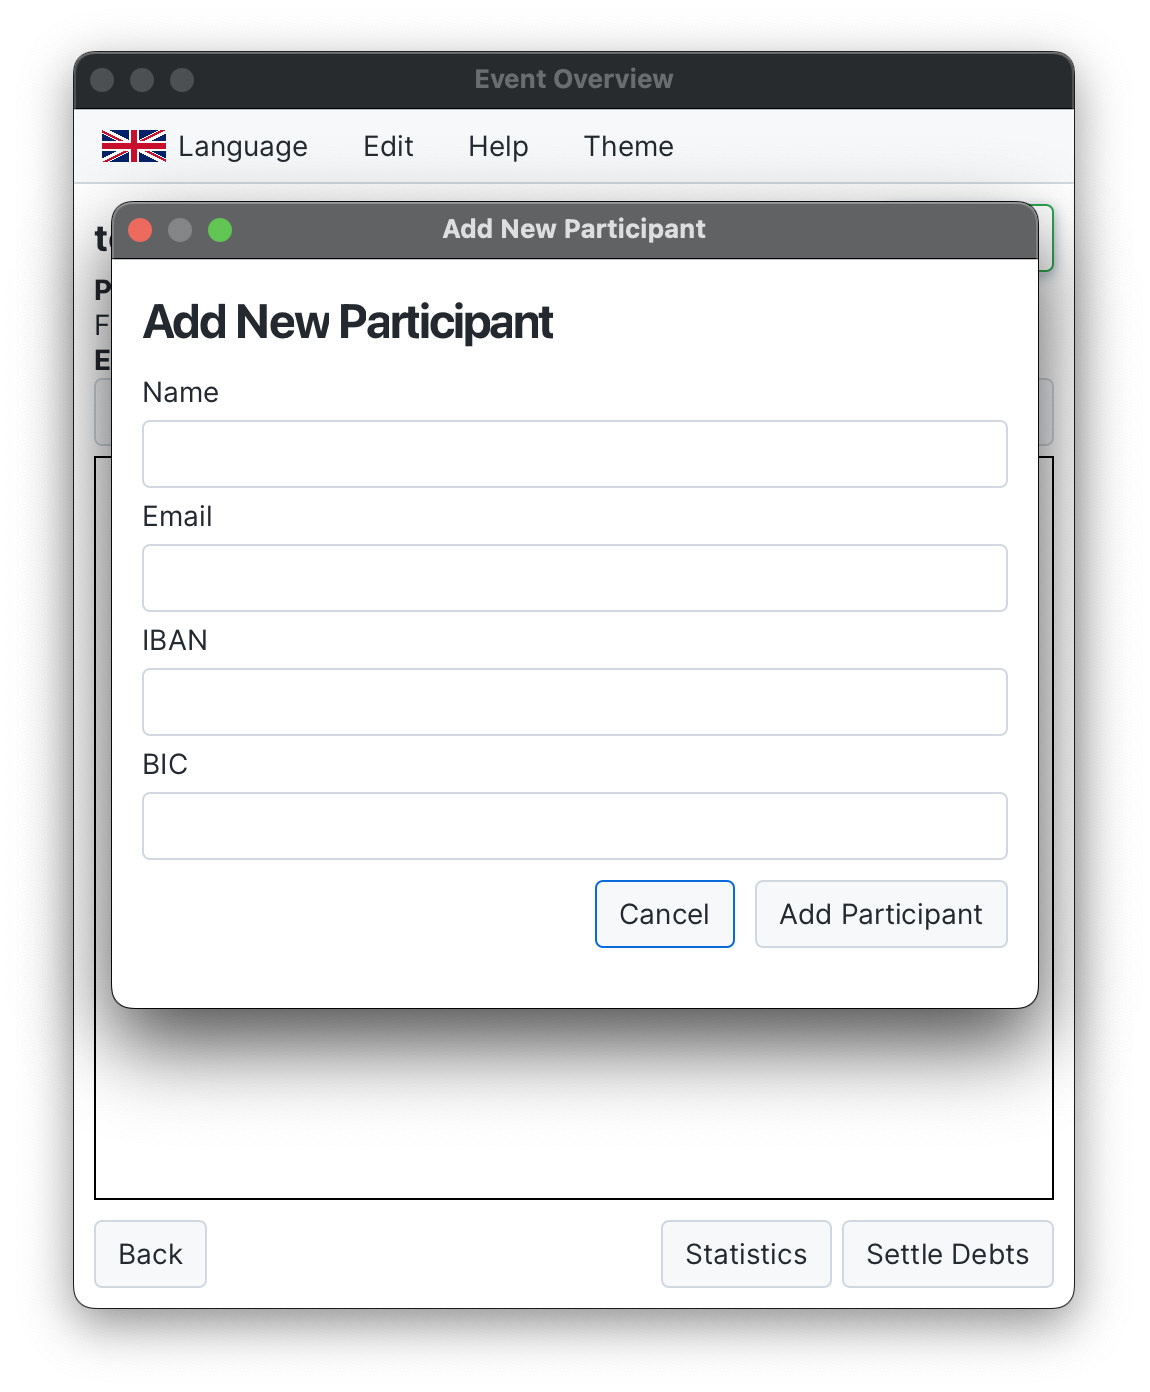 Event Overview
Language Edit Help Theme
Add New Participant
Add New Participant
Name
Email
IBAN
BIC
Cancel Add Participant
Back Statistics Settle Debts